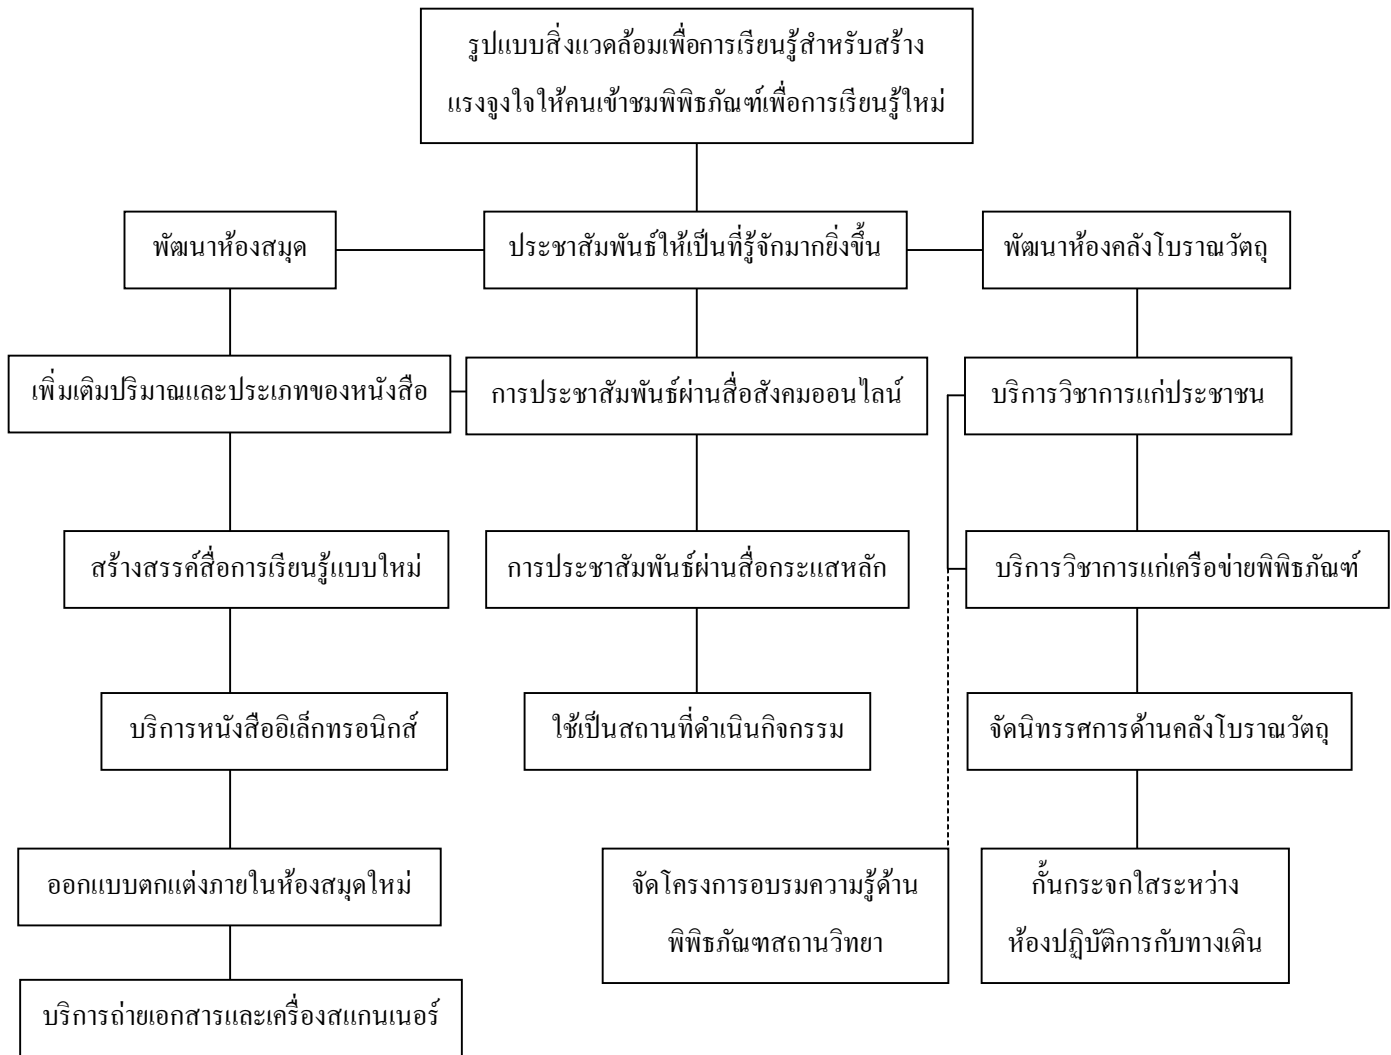 รูปแบบสิ่งแวดล้อมเพื่อการเรียนรู้สำหรับสร้าง
แรงจูงใจให้คนเข้าชมพิพิธภัณฑ์เพื่อการเรียนรู้ใหม่
พัฒนาห้องสมุด
ประชาสัมพันธ์ให้เป็นที่รู้จักมากยิ่งขึ้น
พัฒนาห้องคลังโบราณวัตถุ
เพิ่มเติมปริมาณและประเภทของหนังสือ
การประชาสัมพันธ์ผ่านสื่อสังคมออนไลน์
บริการวิชาการแก่ประชาชน
สร้างสรรค์สื่อการเรียนรู้แบบใหม่
การประชาสัมพันธ์ผ่านสื่อกระแสหลัก
บริการวิชาการแก่เครือข่ายพิพิธภัณฑ์
บริการหนังสืออิเล็กทรอนิกส์
ใช้เป็นสถานที่ดำเนินกิจกรรม
จัดนิทรรศการด้านคลังโบราณวัตถุ
ออกแบบตกแต่งภายในห้องสมุดใหม่
จัดโครงการอบรมความรู้ด้าน
พิพิธภัณฑสถานวิทยา
กั้นกระจกใสระหว่าง
ห้องปฏิบัติการกับทางเดิน
บริการถ่ายเอกสารและเครื่องสแกนเนอร์